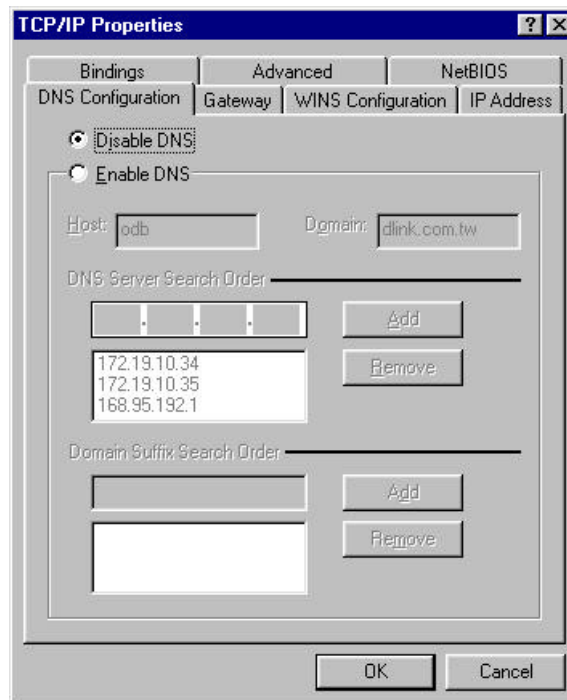 TCP/IP Properties
? X
Bindings Advanced NetBIOS
DNS Configuration Gateway WINS Configuration IP Address
Disable DNS
Enable DNS
Host: odb Domain: dlink.com.tw
DNS Server Search Order
. . .
Add
172.19.10.34
172.19.10.35
168.95.192.1
Remove
Domain Suffix Search Order
Add
Remove
OK Cancel